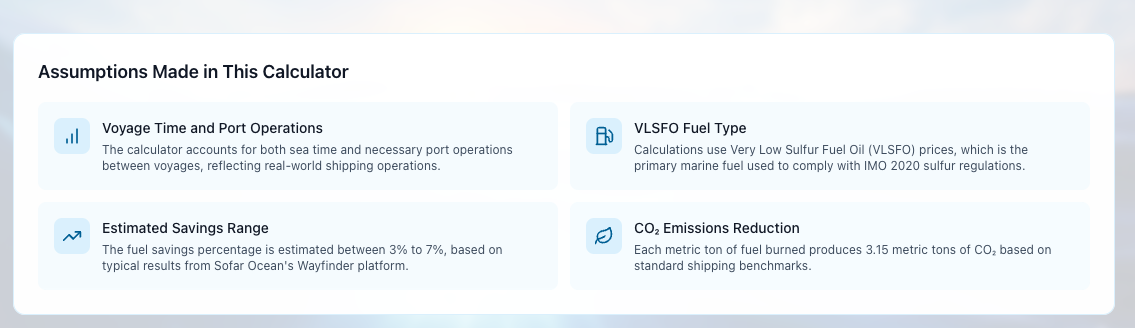 Assumptions Made in This Calculator
Voyage Time and Port Operations
The calculator accounts for both sea time and necessary port operations
between voyages, reflecting real-world shipping operations.
VLSFO Fuel Type
Calculations use Very Low Sulfur Fuel Oil (VLSFO) prices, which is the
primary marine fuel used to comply with IMO 2020 sulfur regulations.
Estimated Savings Range
The fuel savings percentage is estimated between 3% to 7%, based on
typical results from Sofar Ocean's Wayfinder platform.
CO₂ Emissions Reduction
Each metric ton of fuel burned produces 3.15 metric tons of CO₂ based on
standard shipping benchmarks.